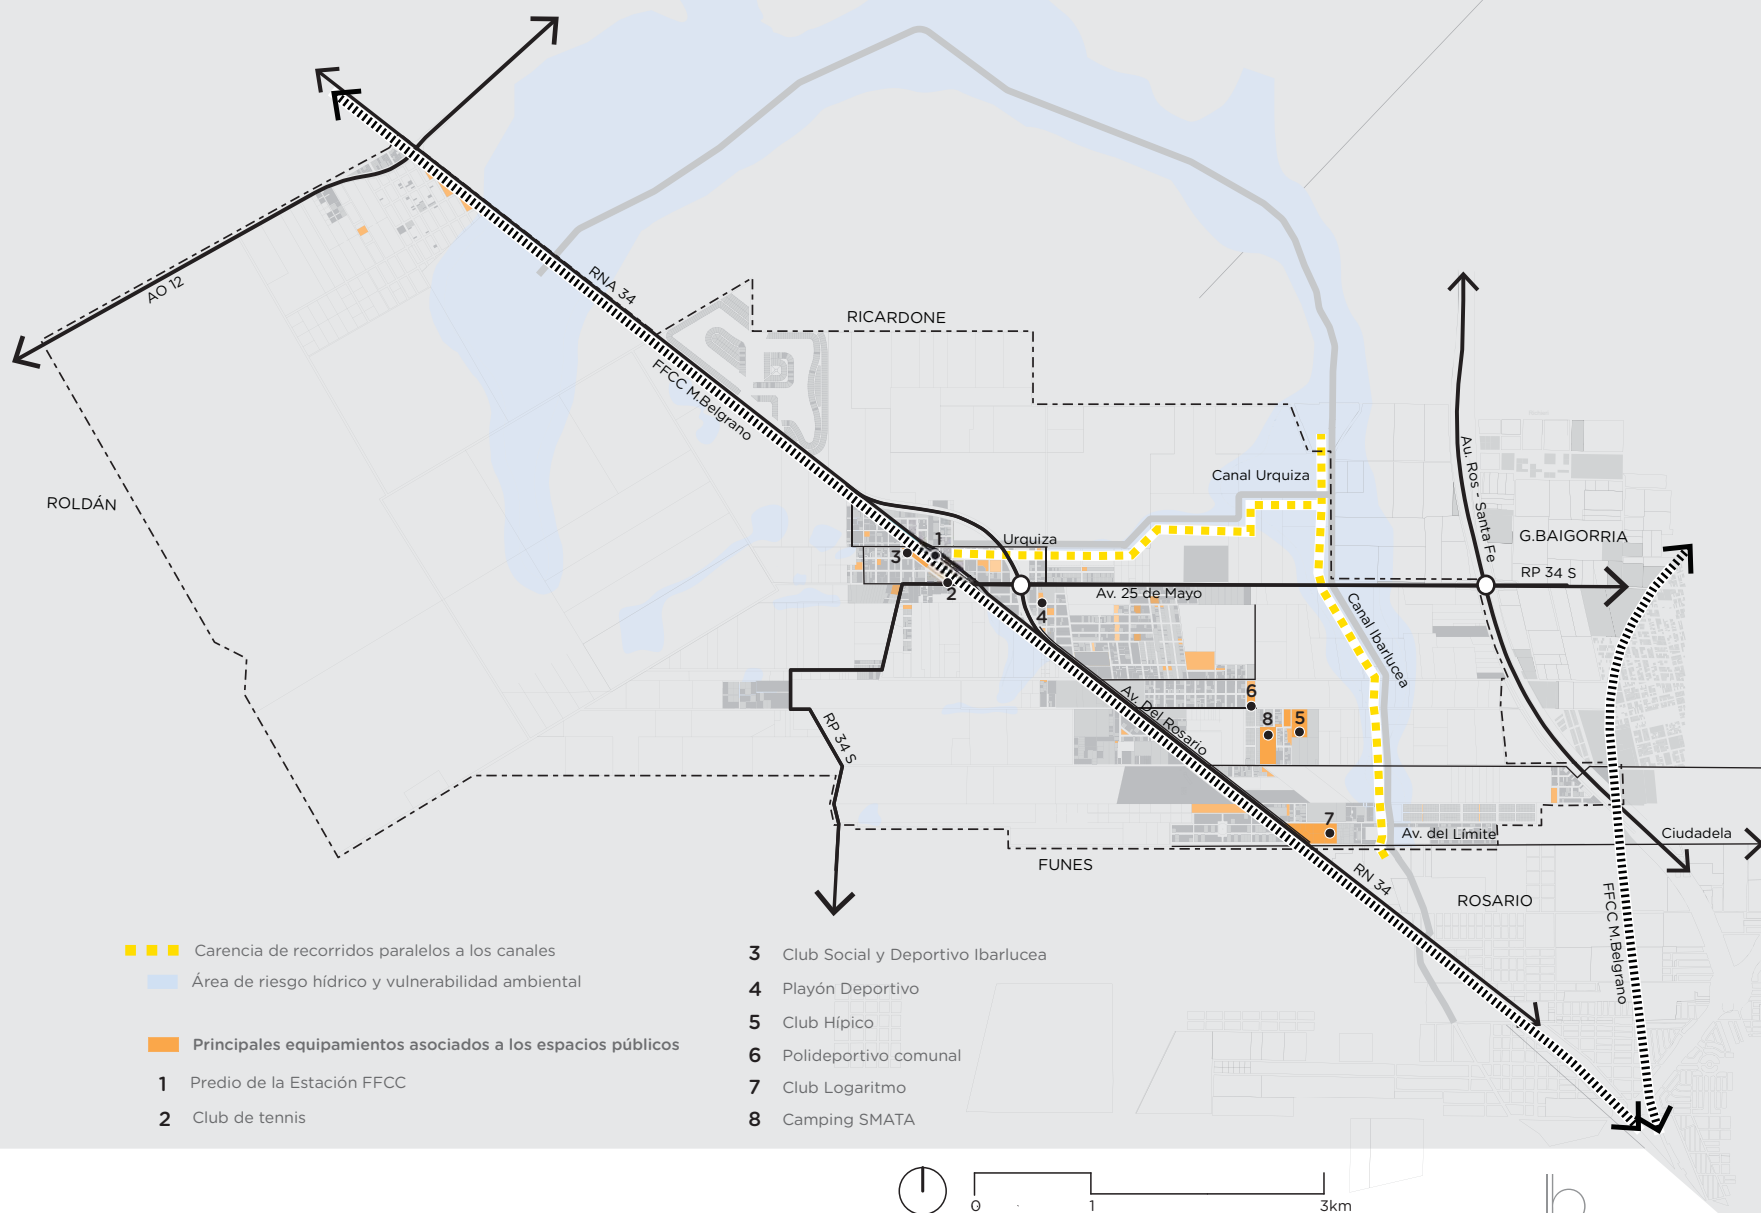 AO 12
RNA 34
FFCC M.Belgrano
RICARDONE
ROLDÁN
Canal Urquiza
Au. Ros - Santa Fe
G.BAIGORRIA
RP 34 S
Urquiza
1
3
2
Av. 25 de Mayo
4
Canal Ibarlucea
6
Av. Del Rosario
8
5
RP 34 S
7
Av. del Límite
Ciudadela
FUNES
RN 34
ROSARIO
FFCC M.Belgrano
Carencia de recorridos paralelos a los canales
Área de riesgo hídrico y vulnerabilidad ambiental
Principales equipamientos asociados a los espacios públicos
1 Predio de la Estación FFCC
2 Club de tennis
3 Club Social y Deportivo Ibarlucea
4 Playón Deportivo
5 Club Hípico
6 Polideportivo comunal
7 Club Logaritmo
8 Camping SMATA
0 1 3km